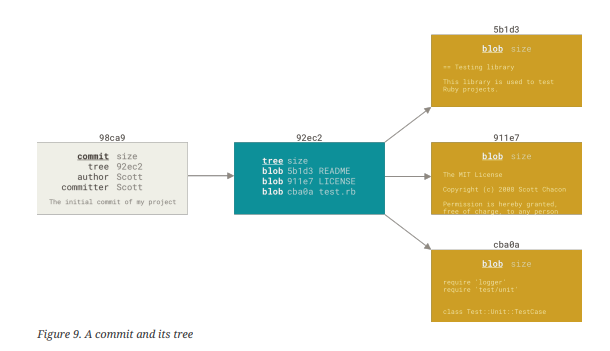 5b1d3
blob size
== Testing library
This library is used to test
Ruby projects.
98ca9
commit size
tree 92ec2
author Scott
committer Scott
The initial commit of my project
92ec2
tree size
blob 5b1d3 README
blob 911e7 LICENSE
blob cba0a test.rb
911e7
blob size
The MIT License
Copyright (c) 2008 Scott Chacon
Permission is hereby granted,
free of charge, to any person
cba0a
blob size
require 'logger'
require 'test/unit'
class Test::Unit::TestCase
Figure 9. A commit and its tree